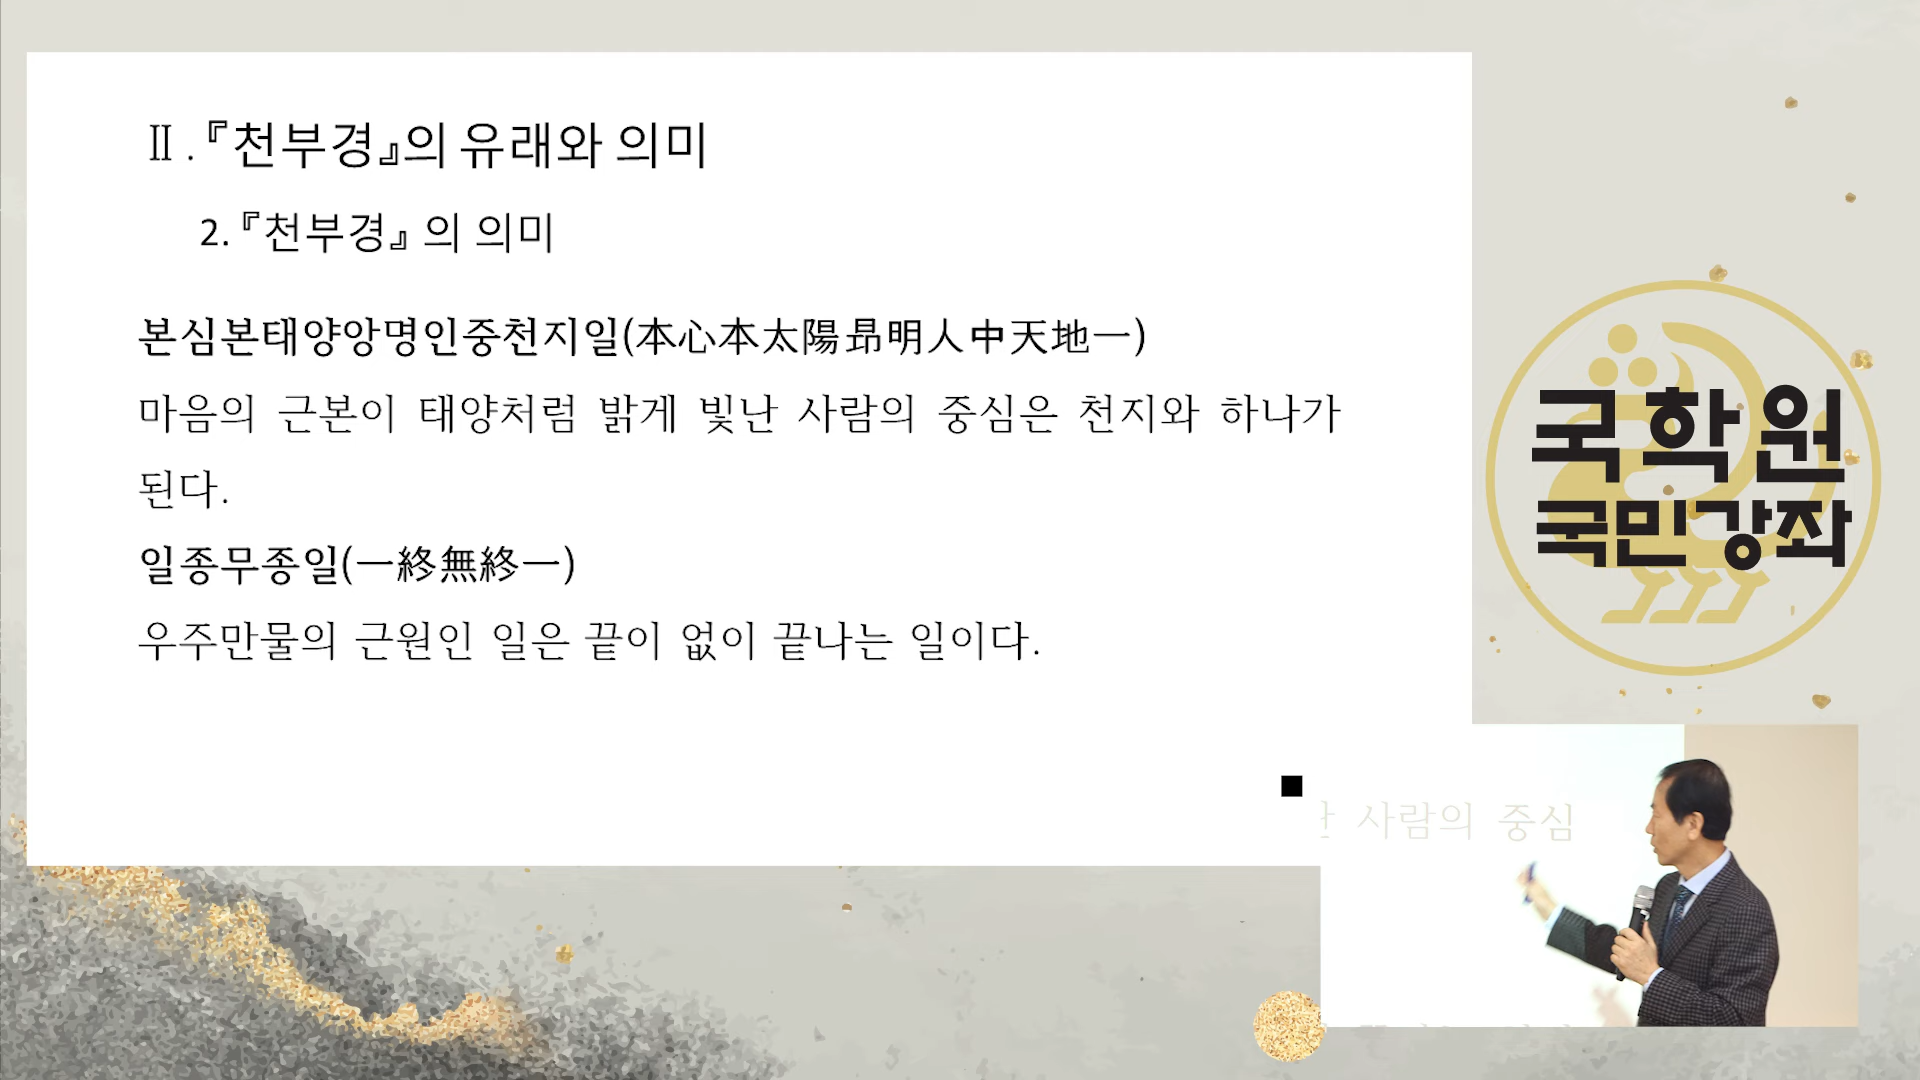 Ⅱ.『천부경』의 유래와 의미
2.『천부경』 의 의미
본심본태양앙명인중천지일(本心本太陽昻明人中天地一)
마음의 근본이 태양처럼 밝게 빛난 사람의 중심은 천지와 하나가
된다.
일종무종일(一終無終一)
우주만물의 근원인 일은 끝이 없이 끝나는 일이다.
국학원
국민강좌
사람의 중심